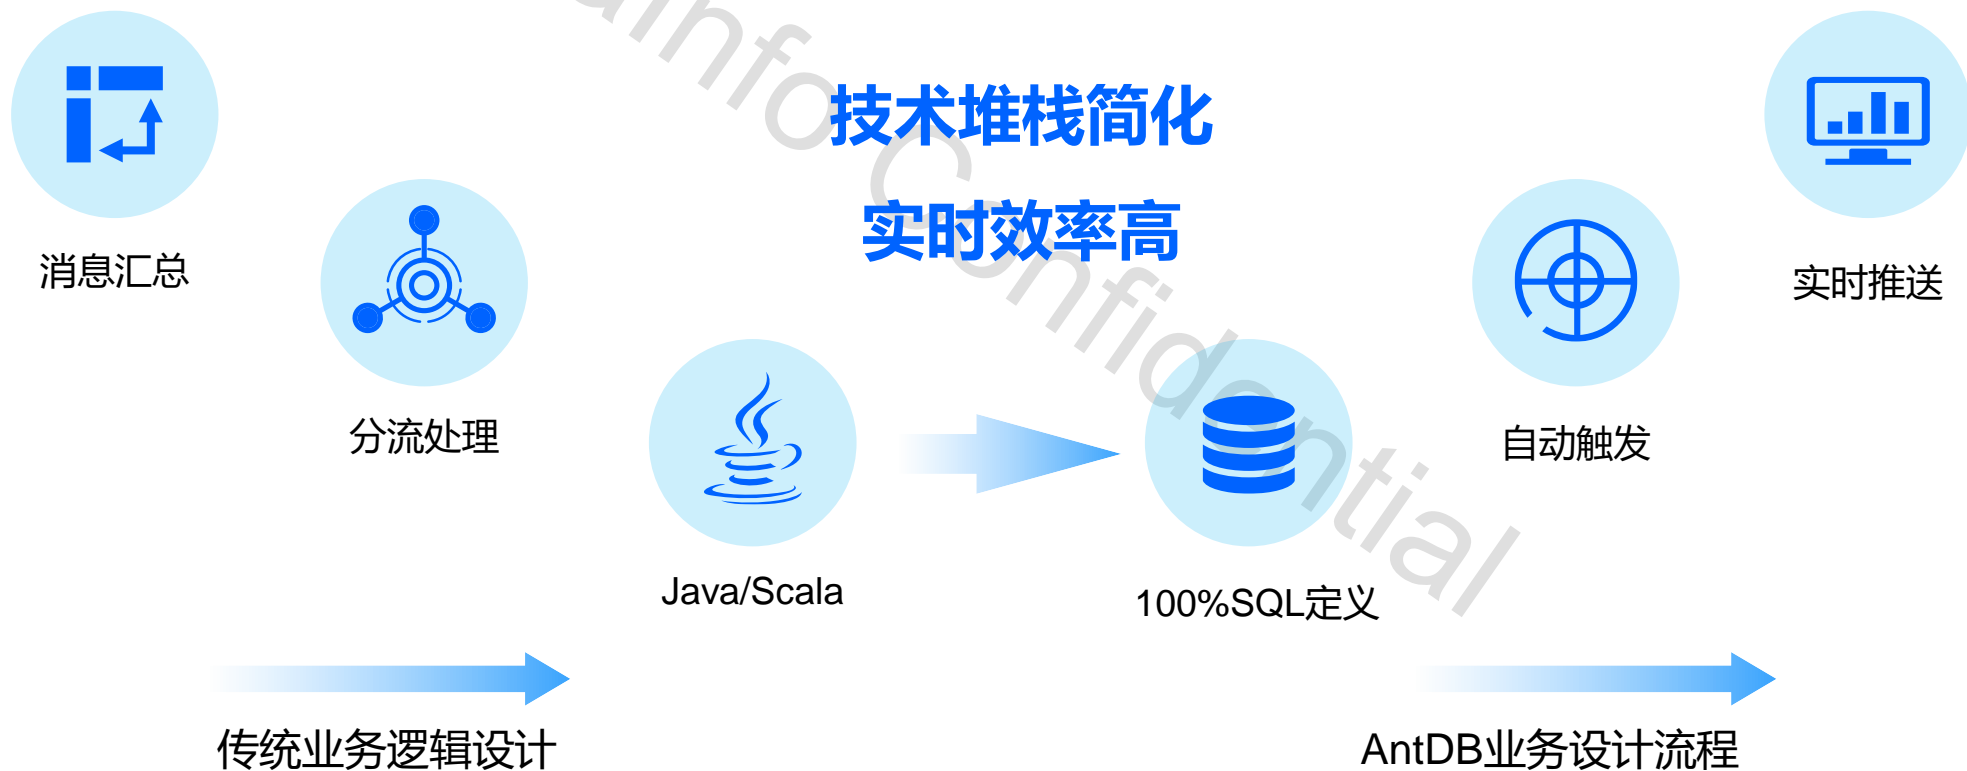 技术堆栈简化
实时效率高
消息汇总
分流处理
Java/Scala
100%SQL定义
自动触发
实时推送
传统业务逻辑设计
AntDB业务设计流程
Confidential